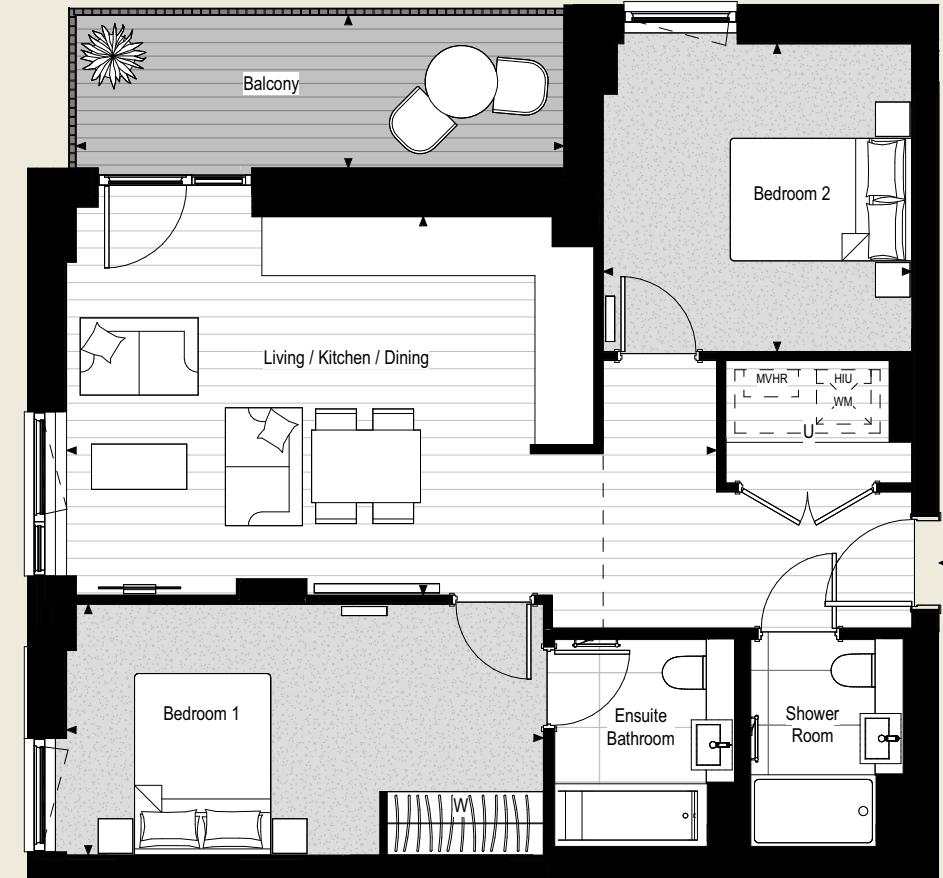 Balcony
Bedroom 2
Living / Kitchen / Dining
MVHR
HIU
WM
U
Bedroom 1
Ensuite
Bathroom
Shower
Room
W